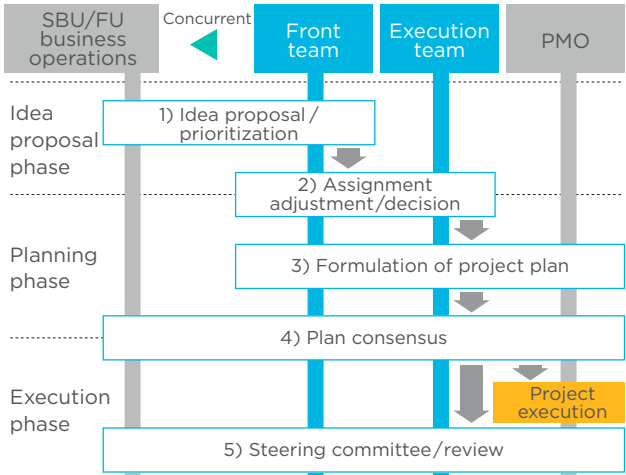 SBU/FU
business
operations
Concurrent
Front
team
Execution
team
PMO
Idea
proposal
phase
1) Idea proposal/
prioritization
2) Assignment
adjustment/decision
Planning
phase
3) Formulation of project plan
4) Plan consensus
Execution
phase
Project
execution
5) Steering committee/review